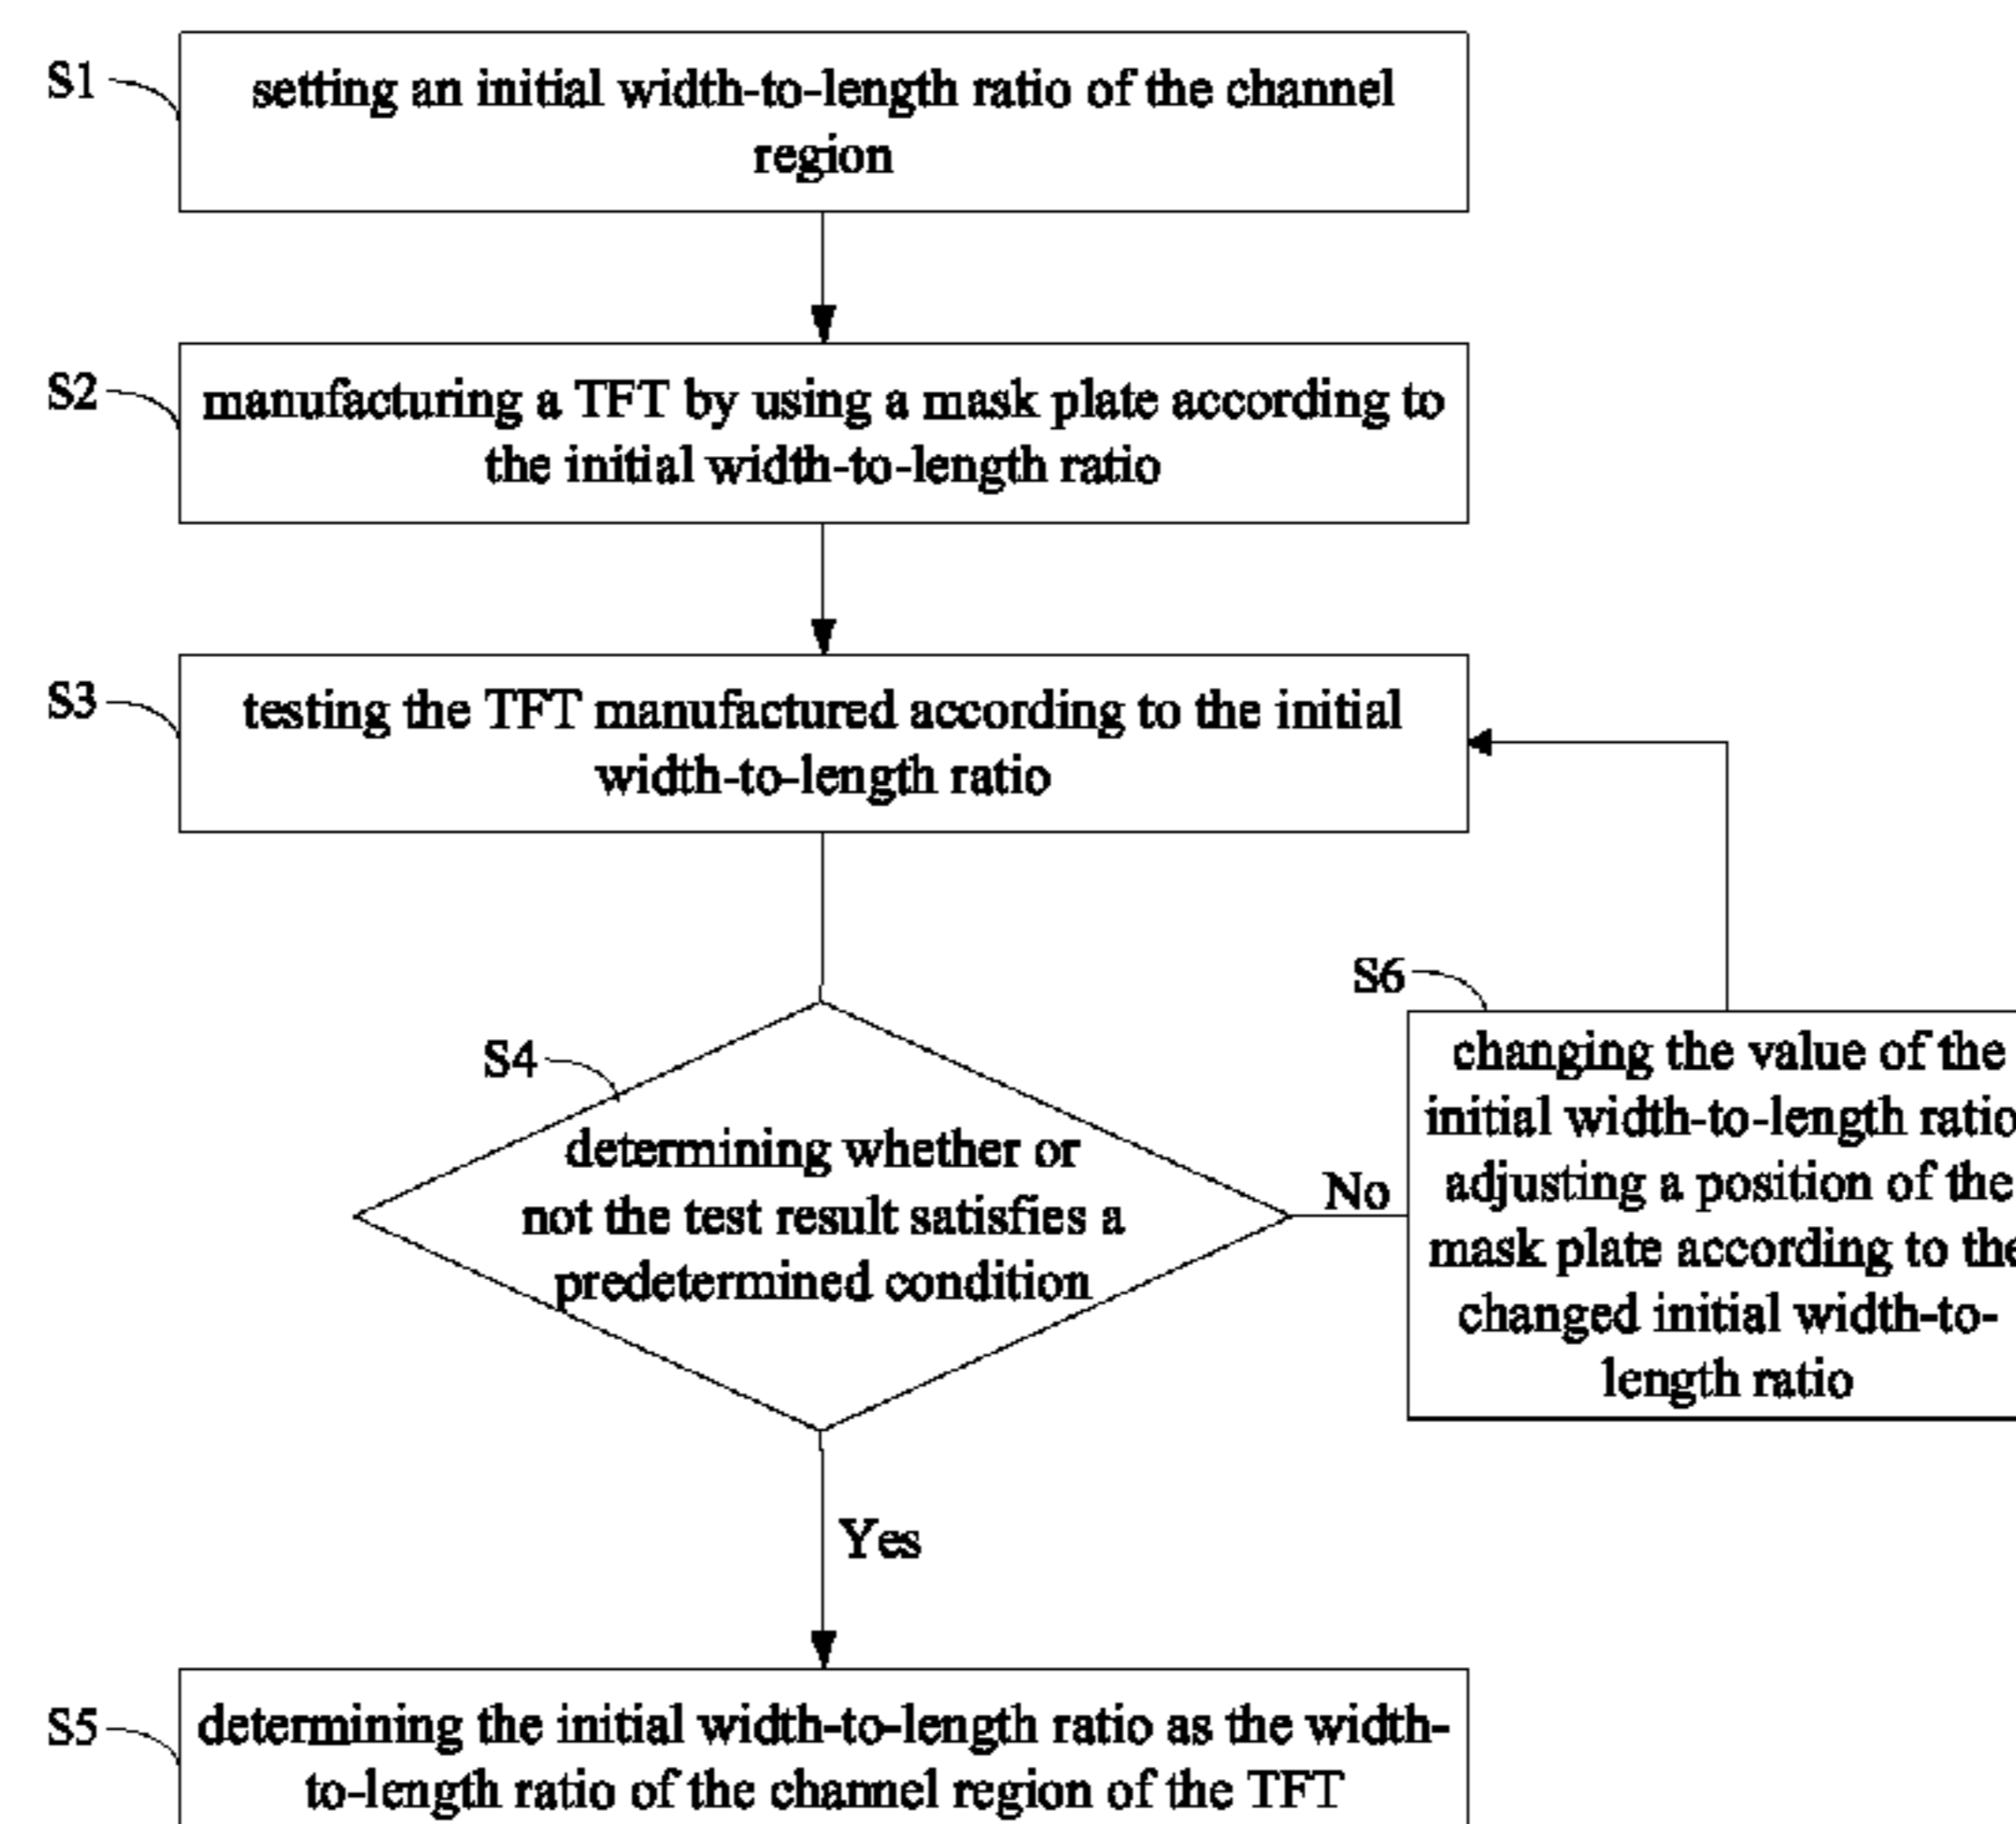 S1
setting an initial width-to-length ratio of the channel
region
S2
manufacturing a TFT by using a mask plate according to
the initial width-to-length ratio
S3
testing the TFT manufactured according to the initial
width-to-length ratio
S4
determining whether or
not the test result satisfies a
predetermined condition
No
S6
changing the value of the
initial width-to-length ratio
adjusting a position of the
mask plate according to the
changed initial width-to-
length ratio
Yes
S5
determining the initial width-to-length ratio as the width-
to-length ratio of the channel region of the TFT